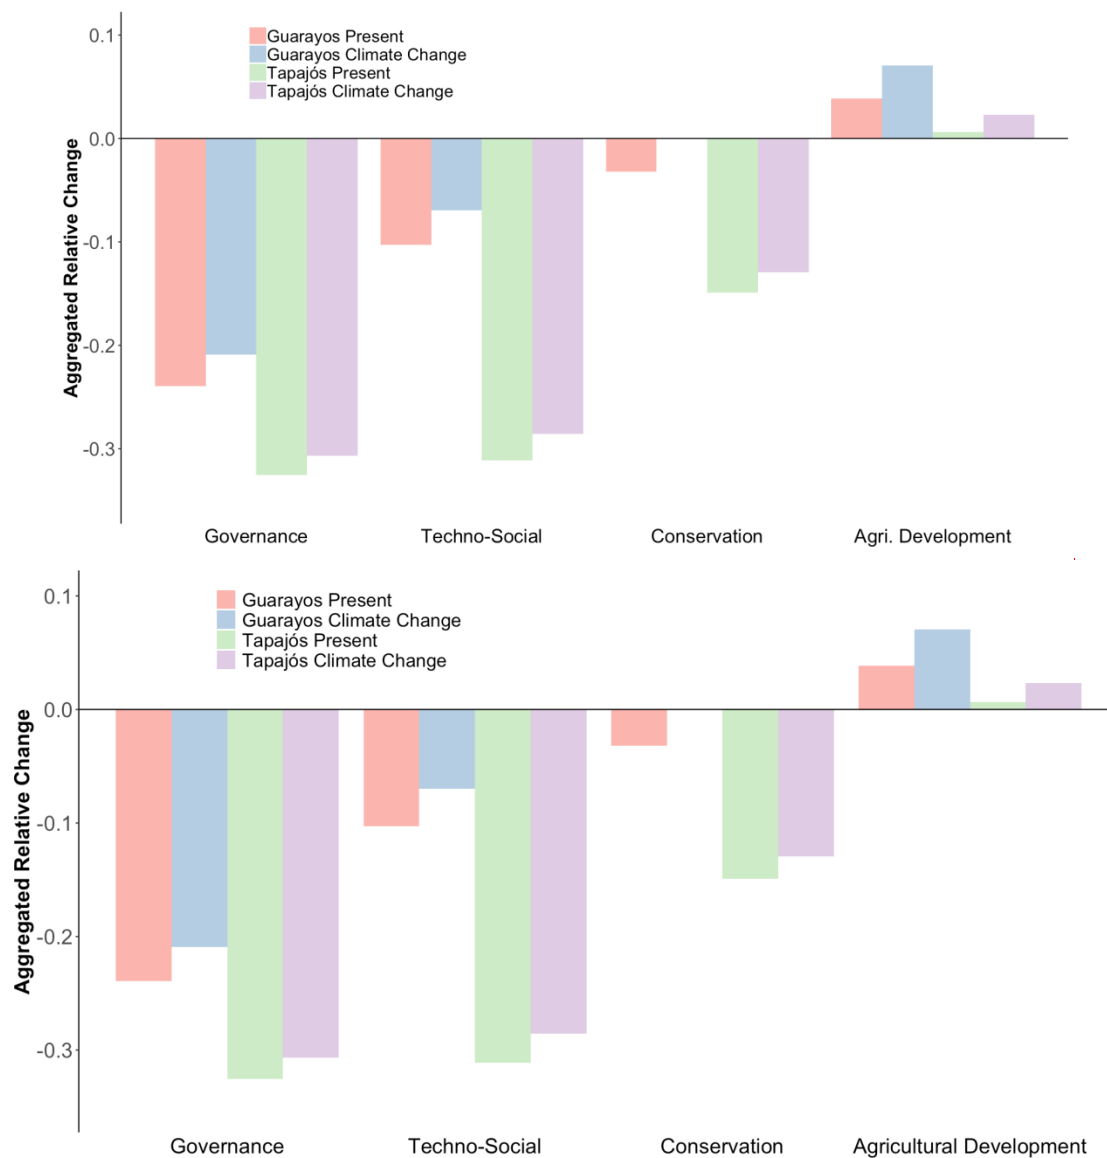 0.1
0.0
-0.1
-0.2
-0.3
Aggregated Relative Change
Guarayos Present
Guarayos Climate Change
Tapajós Present
Tapajós Climate Change
Governance Techno-Social Conservation Agri. Development
0.1
0.0
-0.1
-0.2
-0.3
Aggregated Relative Change
Guarayos Present
Guarayos Climate Change
Tapajós Present
Tapajós Climate Change
Governance Techno-Social Conservation Agricultural Development